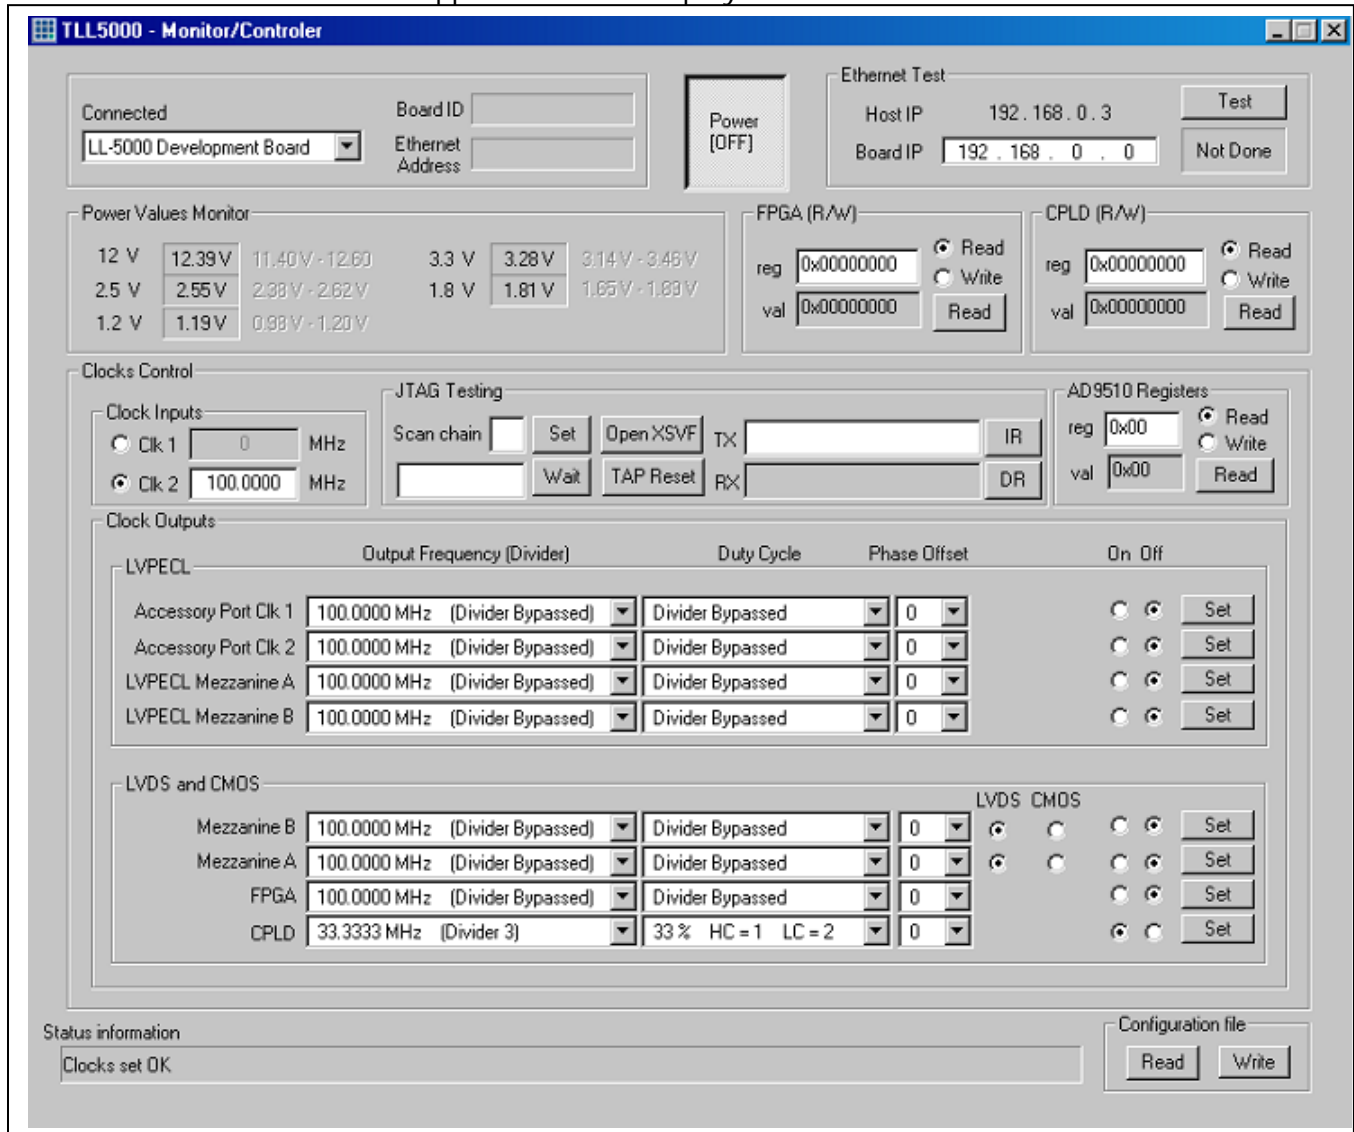 TLL5000 - Monitor/Controler
Connected
LL-5000 Development Board
Board ID
Ethernet Address
Power [OFF]
Ethernet Test
Host IP 192 . 168 . 0 . 3 Test
Board IP 192 . 168 . 0 . 0 Not Done
Power Values Monitor
12 V 12.39 V 11.40 V - 12.60 3.3 V 3.28 V 3.14 V - 3.46 V
2.5 V 2.55 V 2.38 V - 2.62 V 1.8 V 1.81 V 1.65 V - 1.89 V
1.2 V 1.19 V 0.98 V - 1.20 V
FPGA (R/W)
reg 0x00000000 Read
Write
val 0x00000000 Read
CPLD (R/W)
reg 0x00000000 Read
Write
val 0x00000000 Read
Clocks Control
Clock Inputs
Clk 1 0 MHz
Clk 2 100.0000 MHz
JTAG Testing
Scan chain Set Open XSVF TX IR
Wait TAP Reset RX DR
AD9510 Registers
reg 0x00 Read
Write
val 0x00 Read
Clock Outputs
Output Frequency (Divider) Duty Cycle Phase Offset On Off
LVPECL
Accessory Port Clk 1 100.0000 MHz (Divider Bypassed) Divider Bypassed 0 Set
Accessory Port Clk 2 100.0000 MHz (Divider Bypassed) Divider Bypassed 0 Set
LVPECL Mezzanine A 100.0000 MHz (Divider Bypassed) Divider Bypassed 0 Set
LVPECL Mezzanine B 100.0000 MHz (Divider Bypassed) Divider Bypassed 0 Set
LVDS and CMOS
LVDS CMOS
Mezzanine B 100.0000 MHz (Divider Bypassed) Divider Bypassed 0 Set
Mezzanine A 100.0000 MHz (Divider Bypassed) Divider Bypassed 0 Set
FPGA 100.0000 MHz (Divider Bypassed) Divider Bypassed 0 Set
CPLD 33.3333 MHz (Divider 3) 33 % HC = 1 LC = 2 0 Set
Status information
Clocks set OK
Configuration file
Read Write